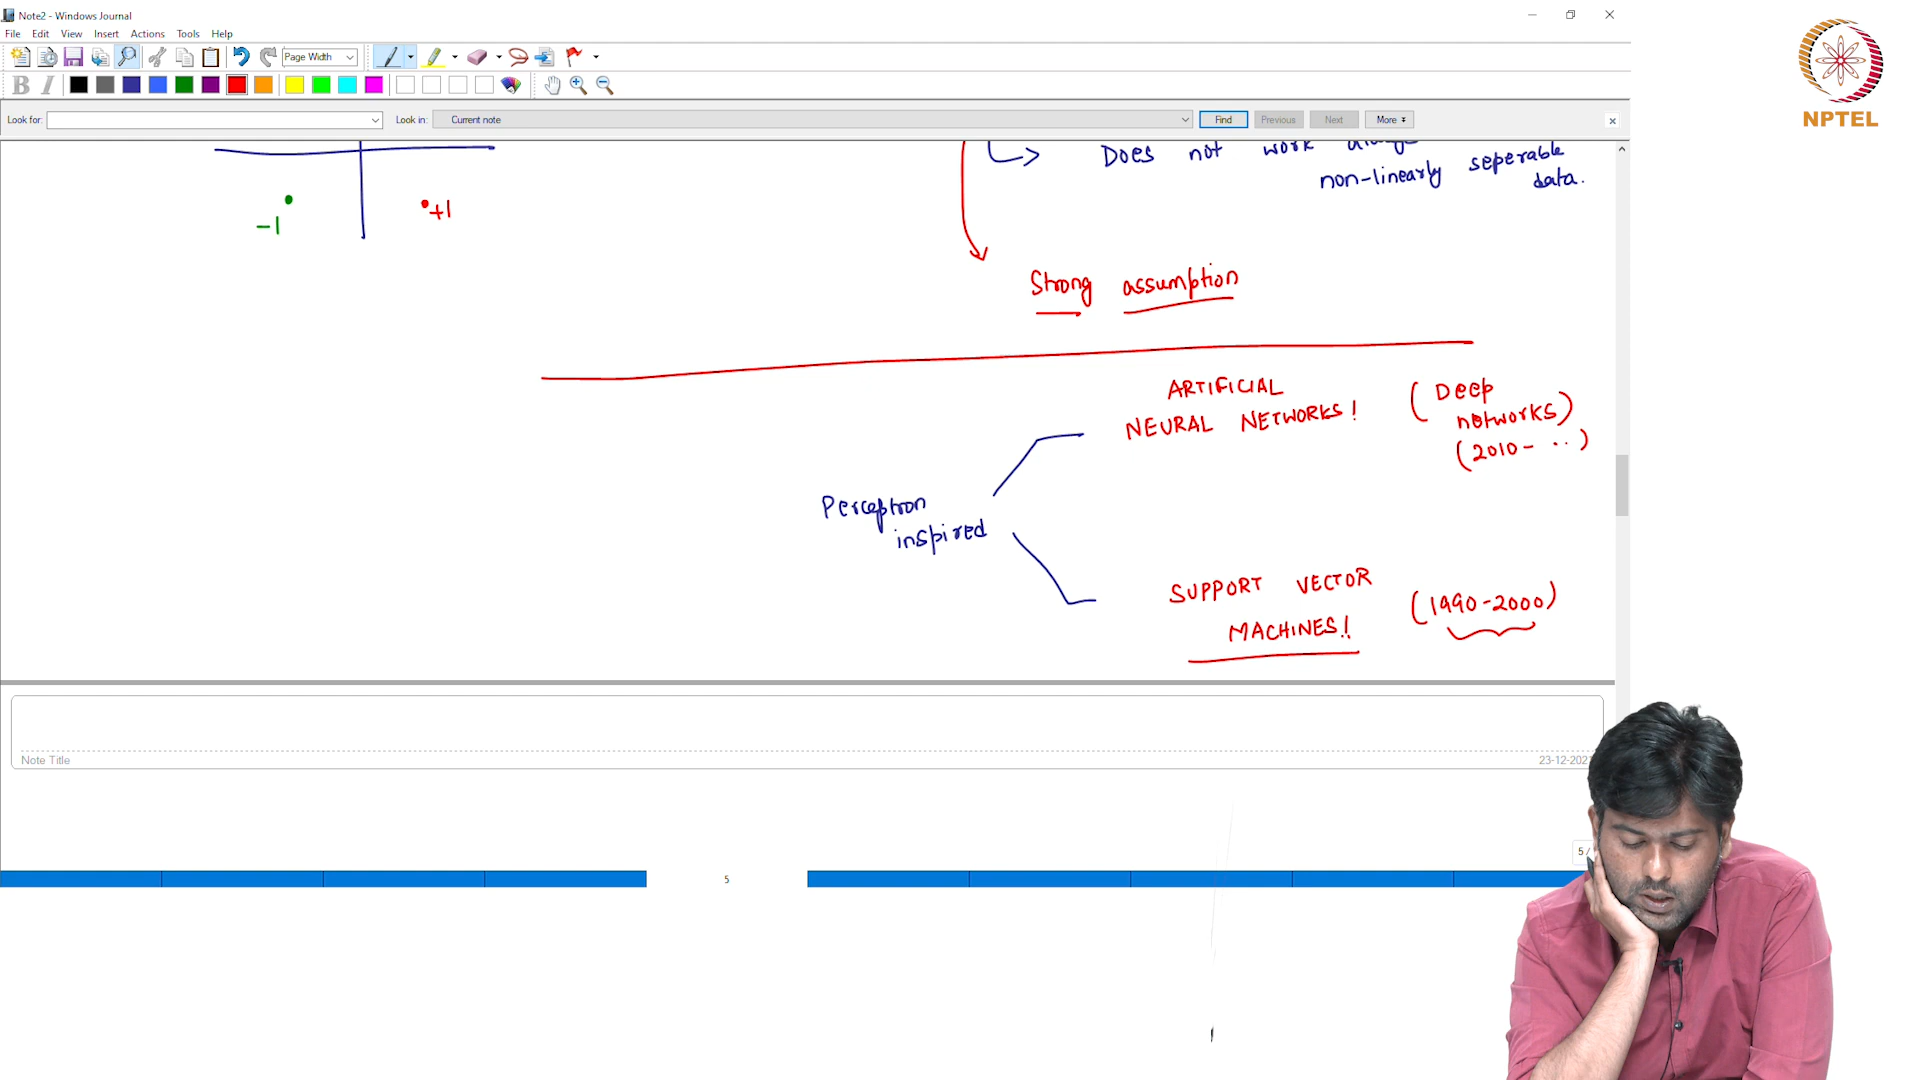 Note2 - Windows Journal
File Edit View Insert Actions Tools Help
Page Width
B I
Look for: Look in: Current note Find Previous Next More
Does not work
non-linearly seperable
data.
-1
+1
Strong assumption
ARTIFICIAL
NEURAL NETWORKS!
(Deep
networks)
(2010- ..)
Perceptron
inspired
SUPPORT VECTOR
MACHINES!
(1990-2000)
Note Title
5 /
5
NPTEL